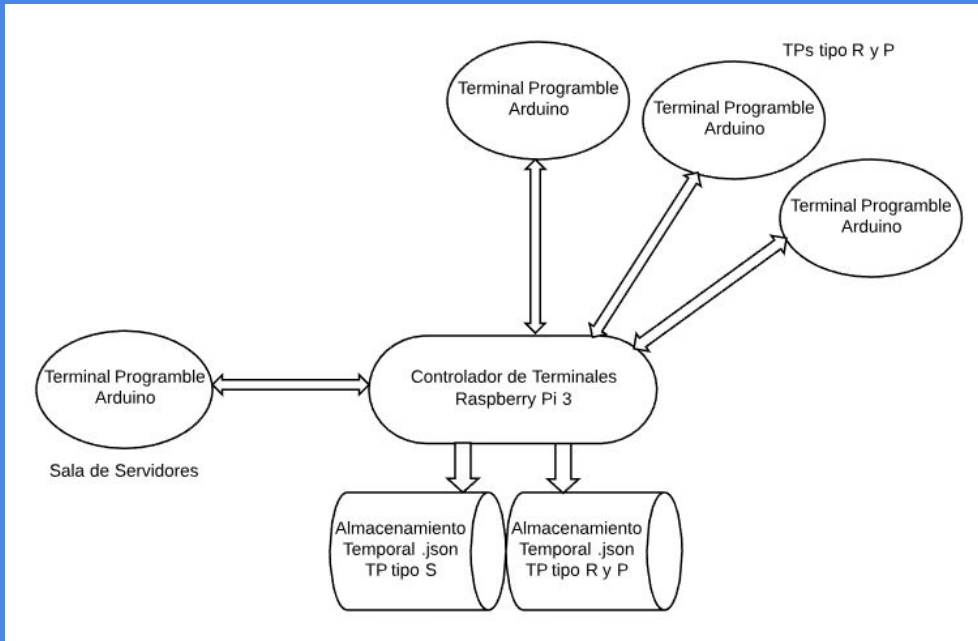 TPs tipo R y P
Terminal Programble
Arduino
Terminal Programble
Arduino
Terminal Programble
Arduino
Terminal Programble
Arduino
Sala de Servidores
Controlador de Terminales
Raspberry Pi 3
Almacenamiento
Temporal .json
TP tipo S
Almacenamiento
Temporal .json
TP tipo R y P